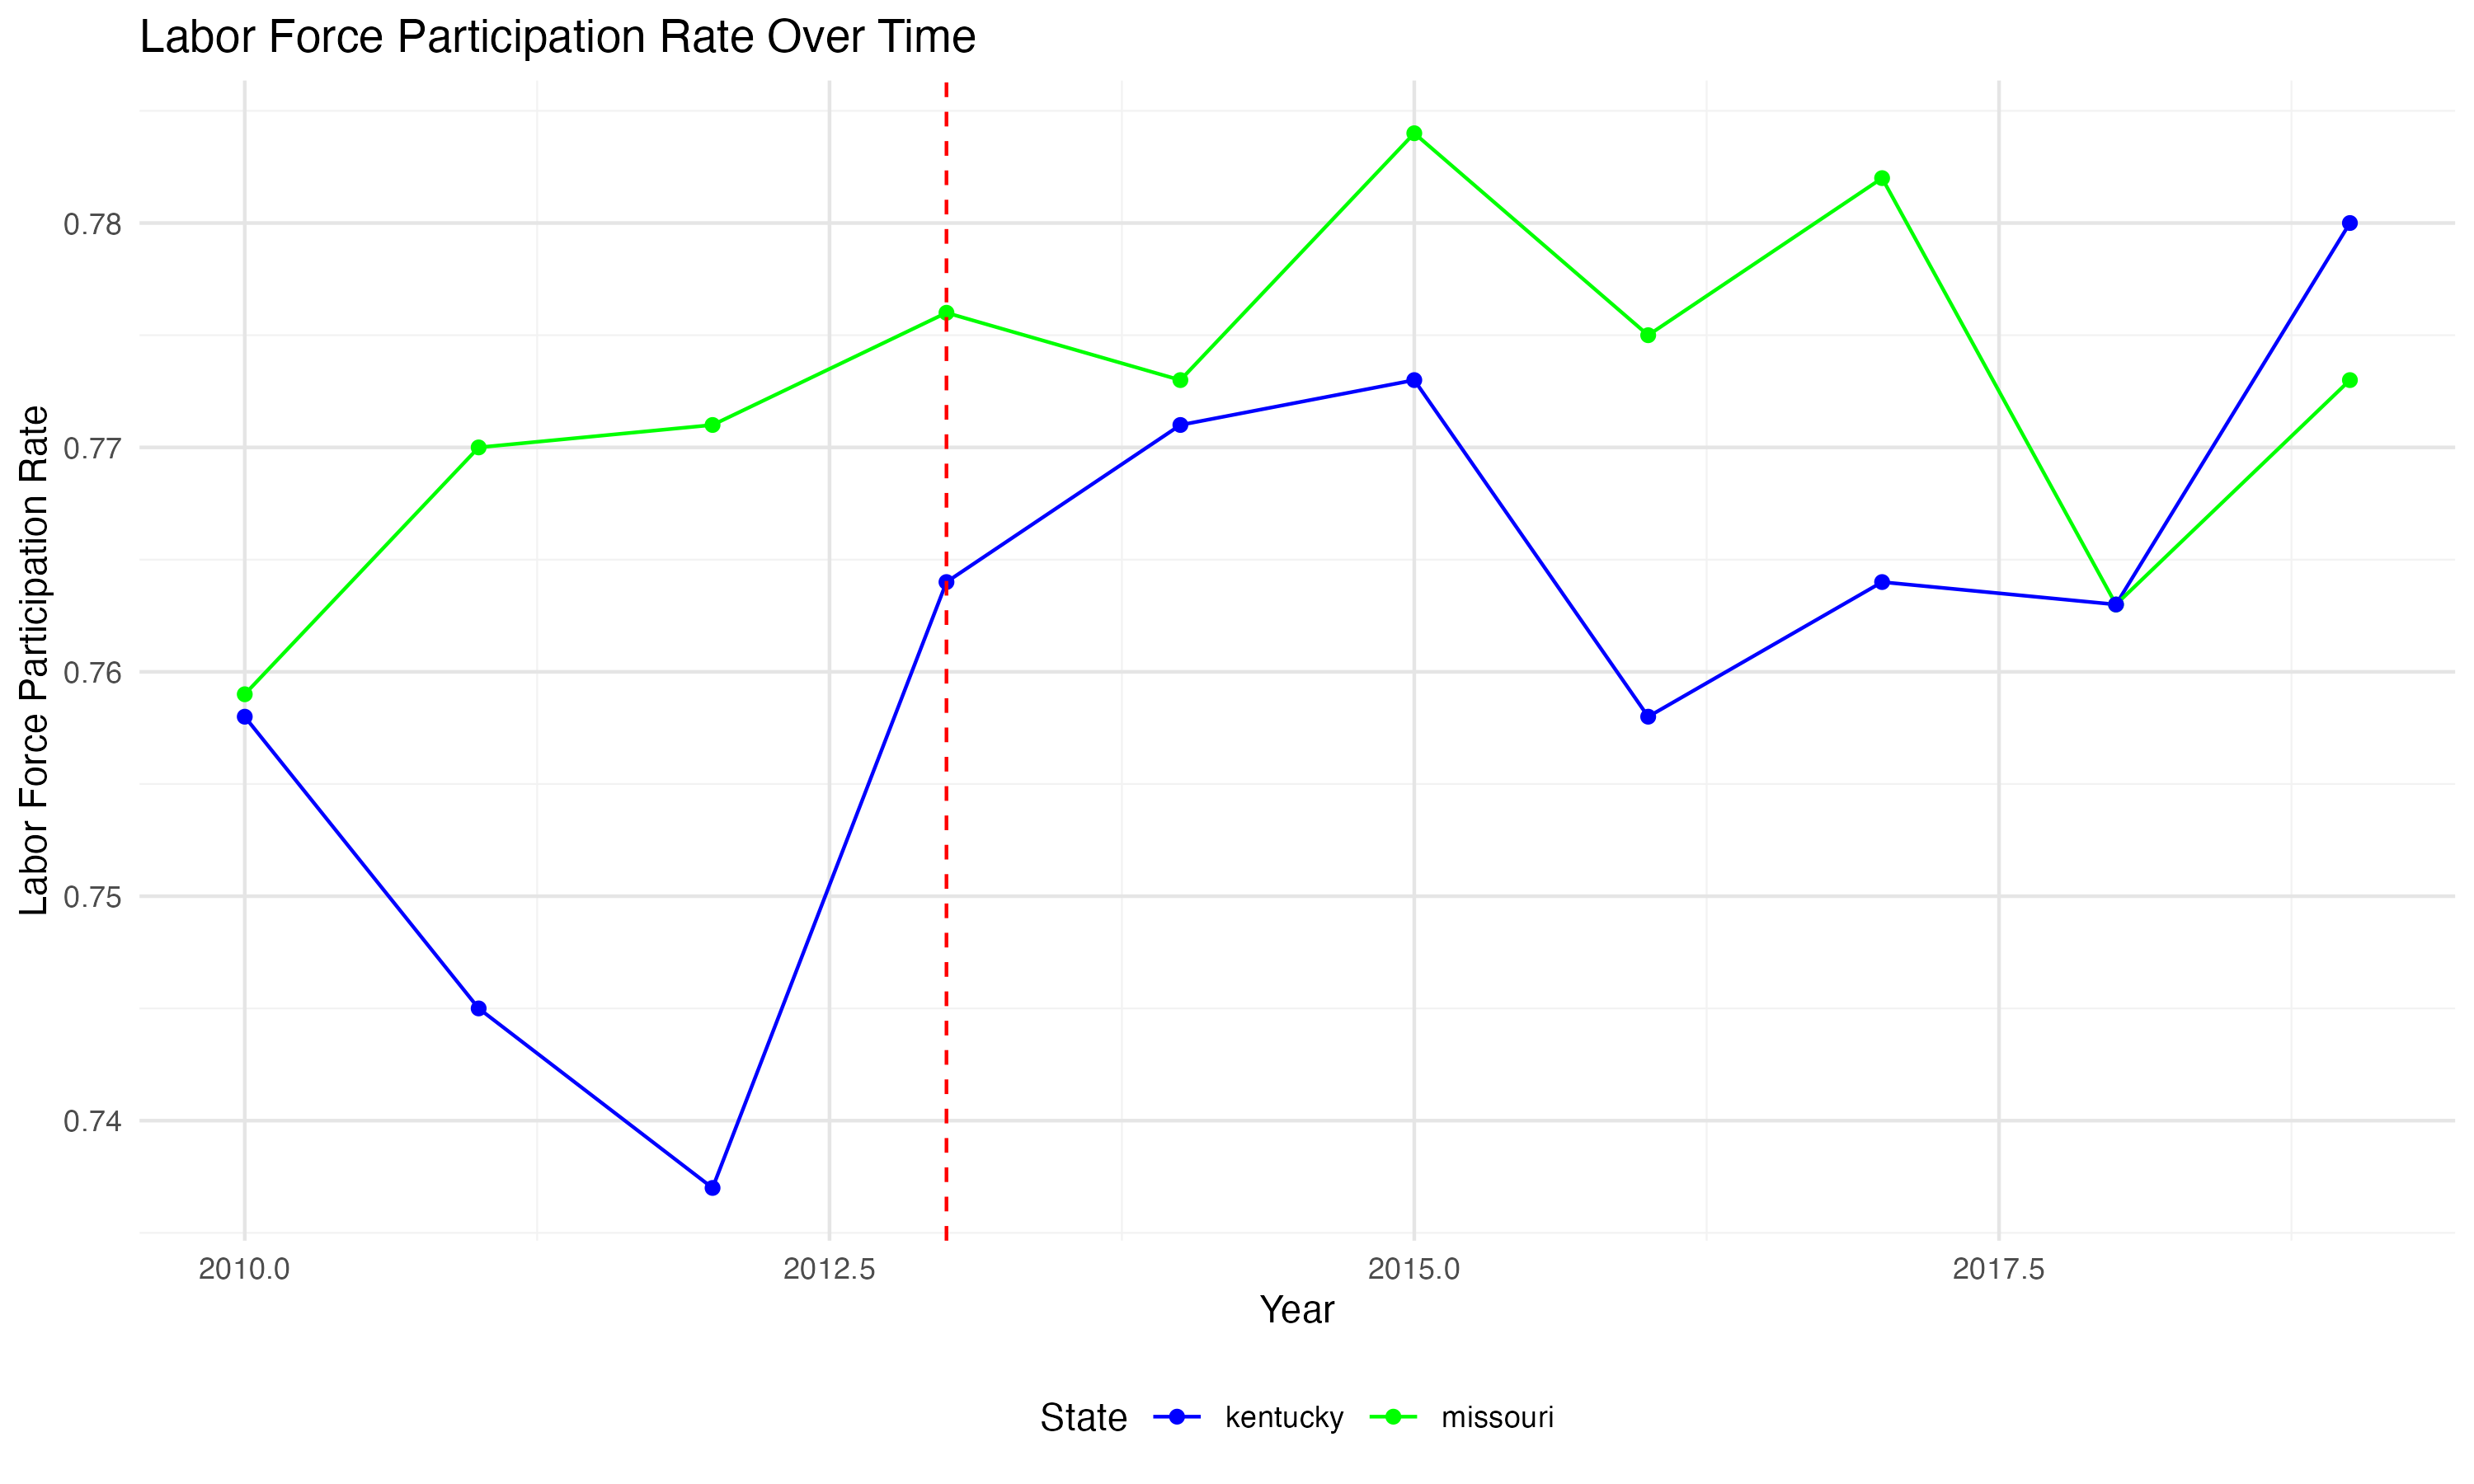 Labor Force Participation Rate Over Time
Labor Force Participation Rate
0.78
0.77
0.76
0.75
0.74
2010.0 2012.5 2015.0 2017.5
Year
State kentucky missouri